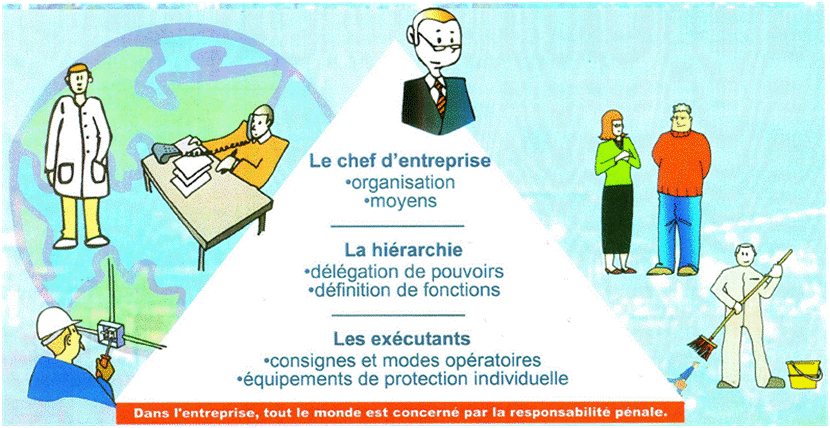 Le chef d'entreprise
•organisation
•moyens
La hiérarchie
•délégation de pouvoirs
•définition de fonctions
Les exécutants
•consignes et modes opératoires
•équipements de protection individuelle
Dans l'entreprise, tout le monde est concerné par la responsabilité pénale.